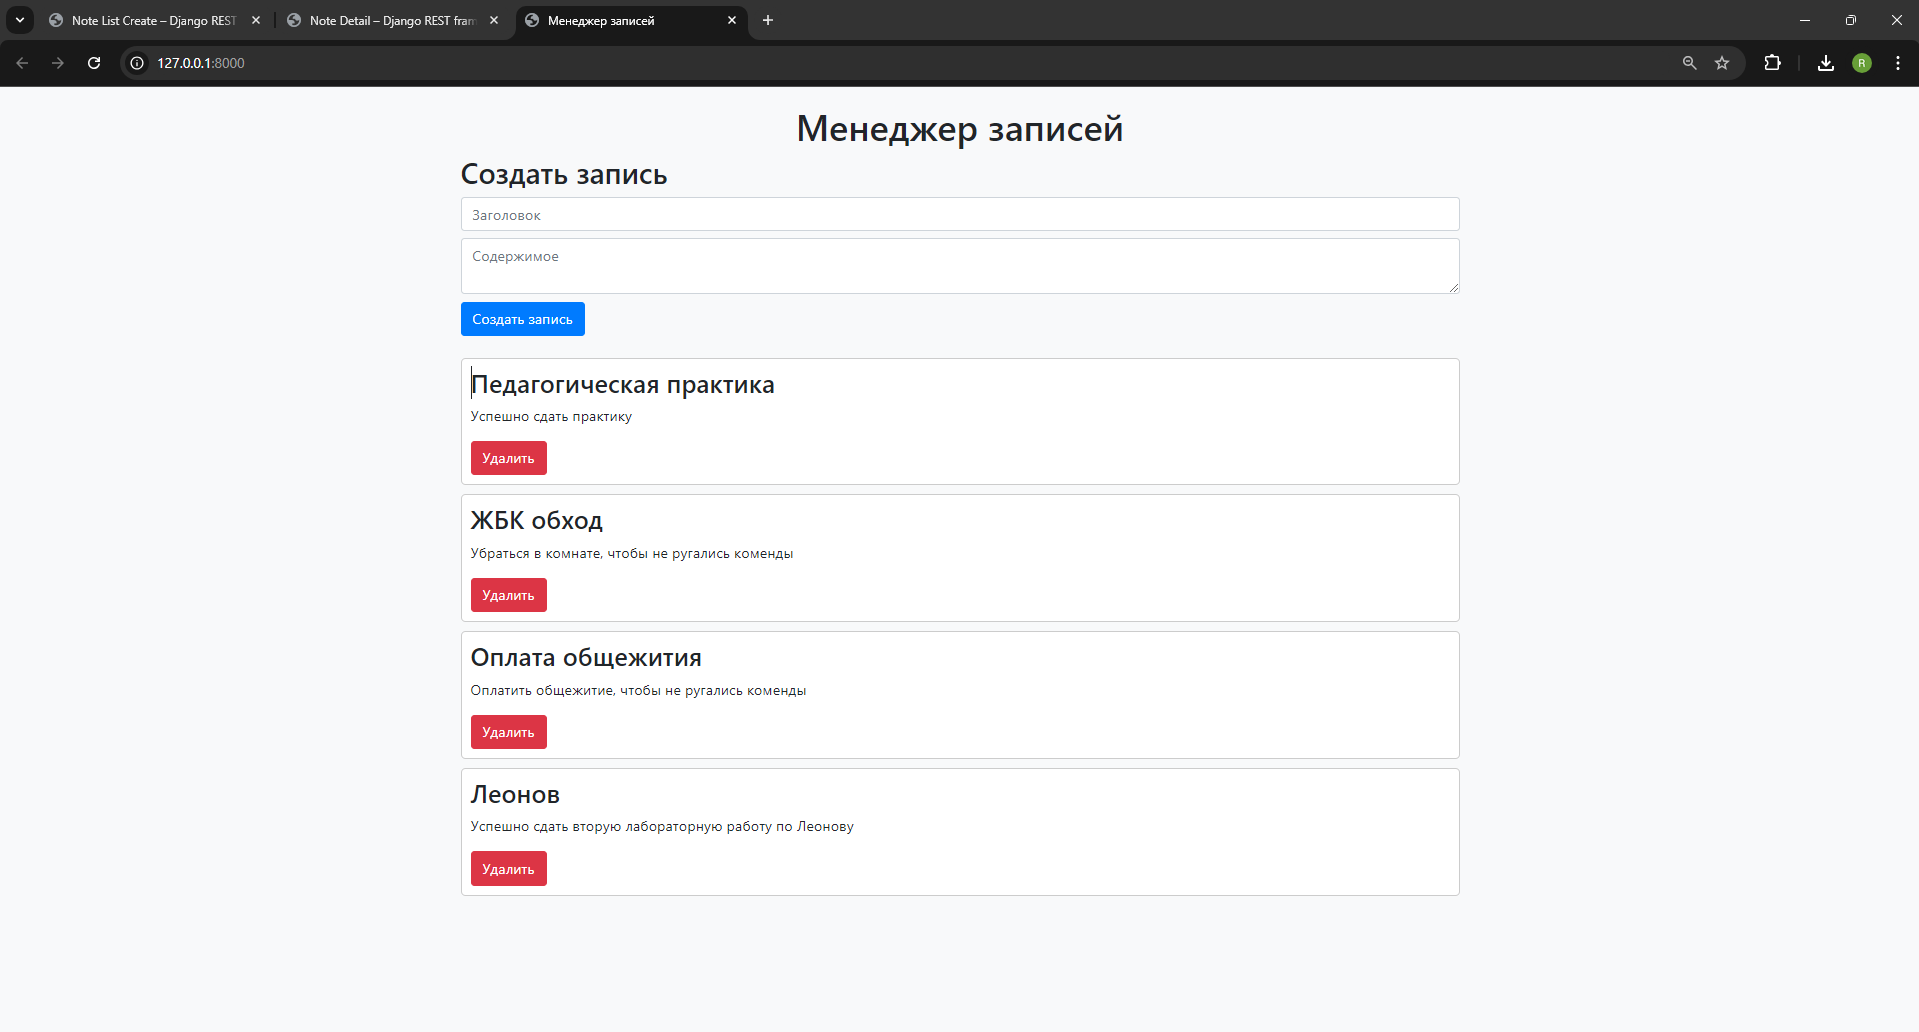 Note List Create – Django REST
Note Detail – Django REST fram
Менеджер записей
127.0.0.1:8000
R
Менеджер записей
Создать запись
Заголовок
Содержимое
Создать запись
Педагогическая практика
Успешно сдать практику
Удалить
ЖБК обход
Убраться в комнате, чтобы не ругались коменды
Удалить
Оплата общежития
Оплатить общежитие, чтобы не ругались коменды
Удалить
Леонов
Успешно сдать вторую лабораторную работу по Леонову
Удалить